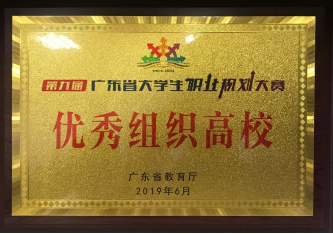 第九届 广东省大学生职业规划大赛
优秀组织高校
广东省教育厅
2019年6月